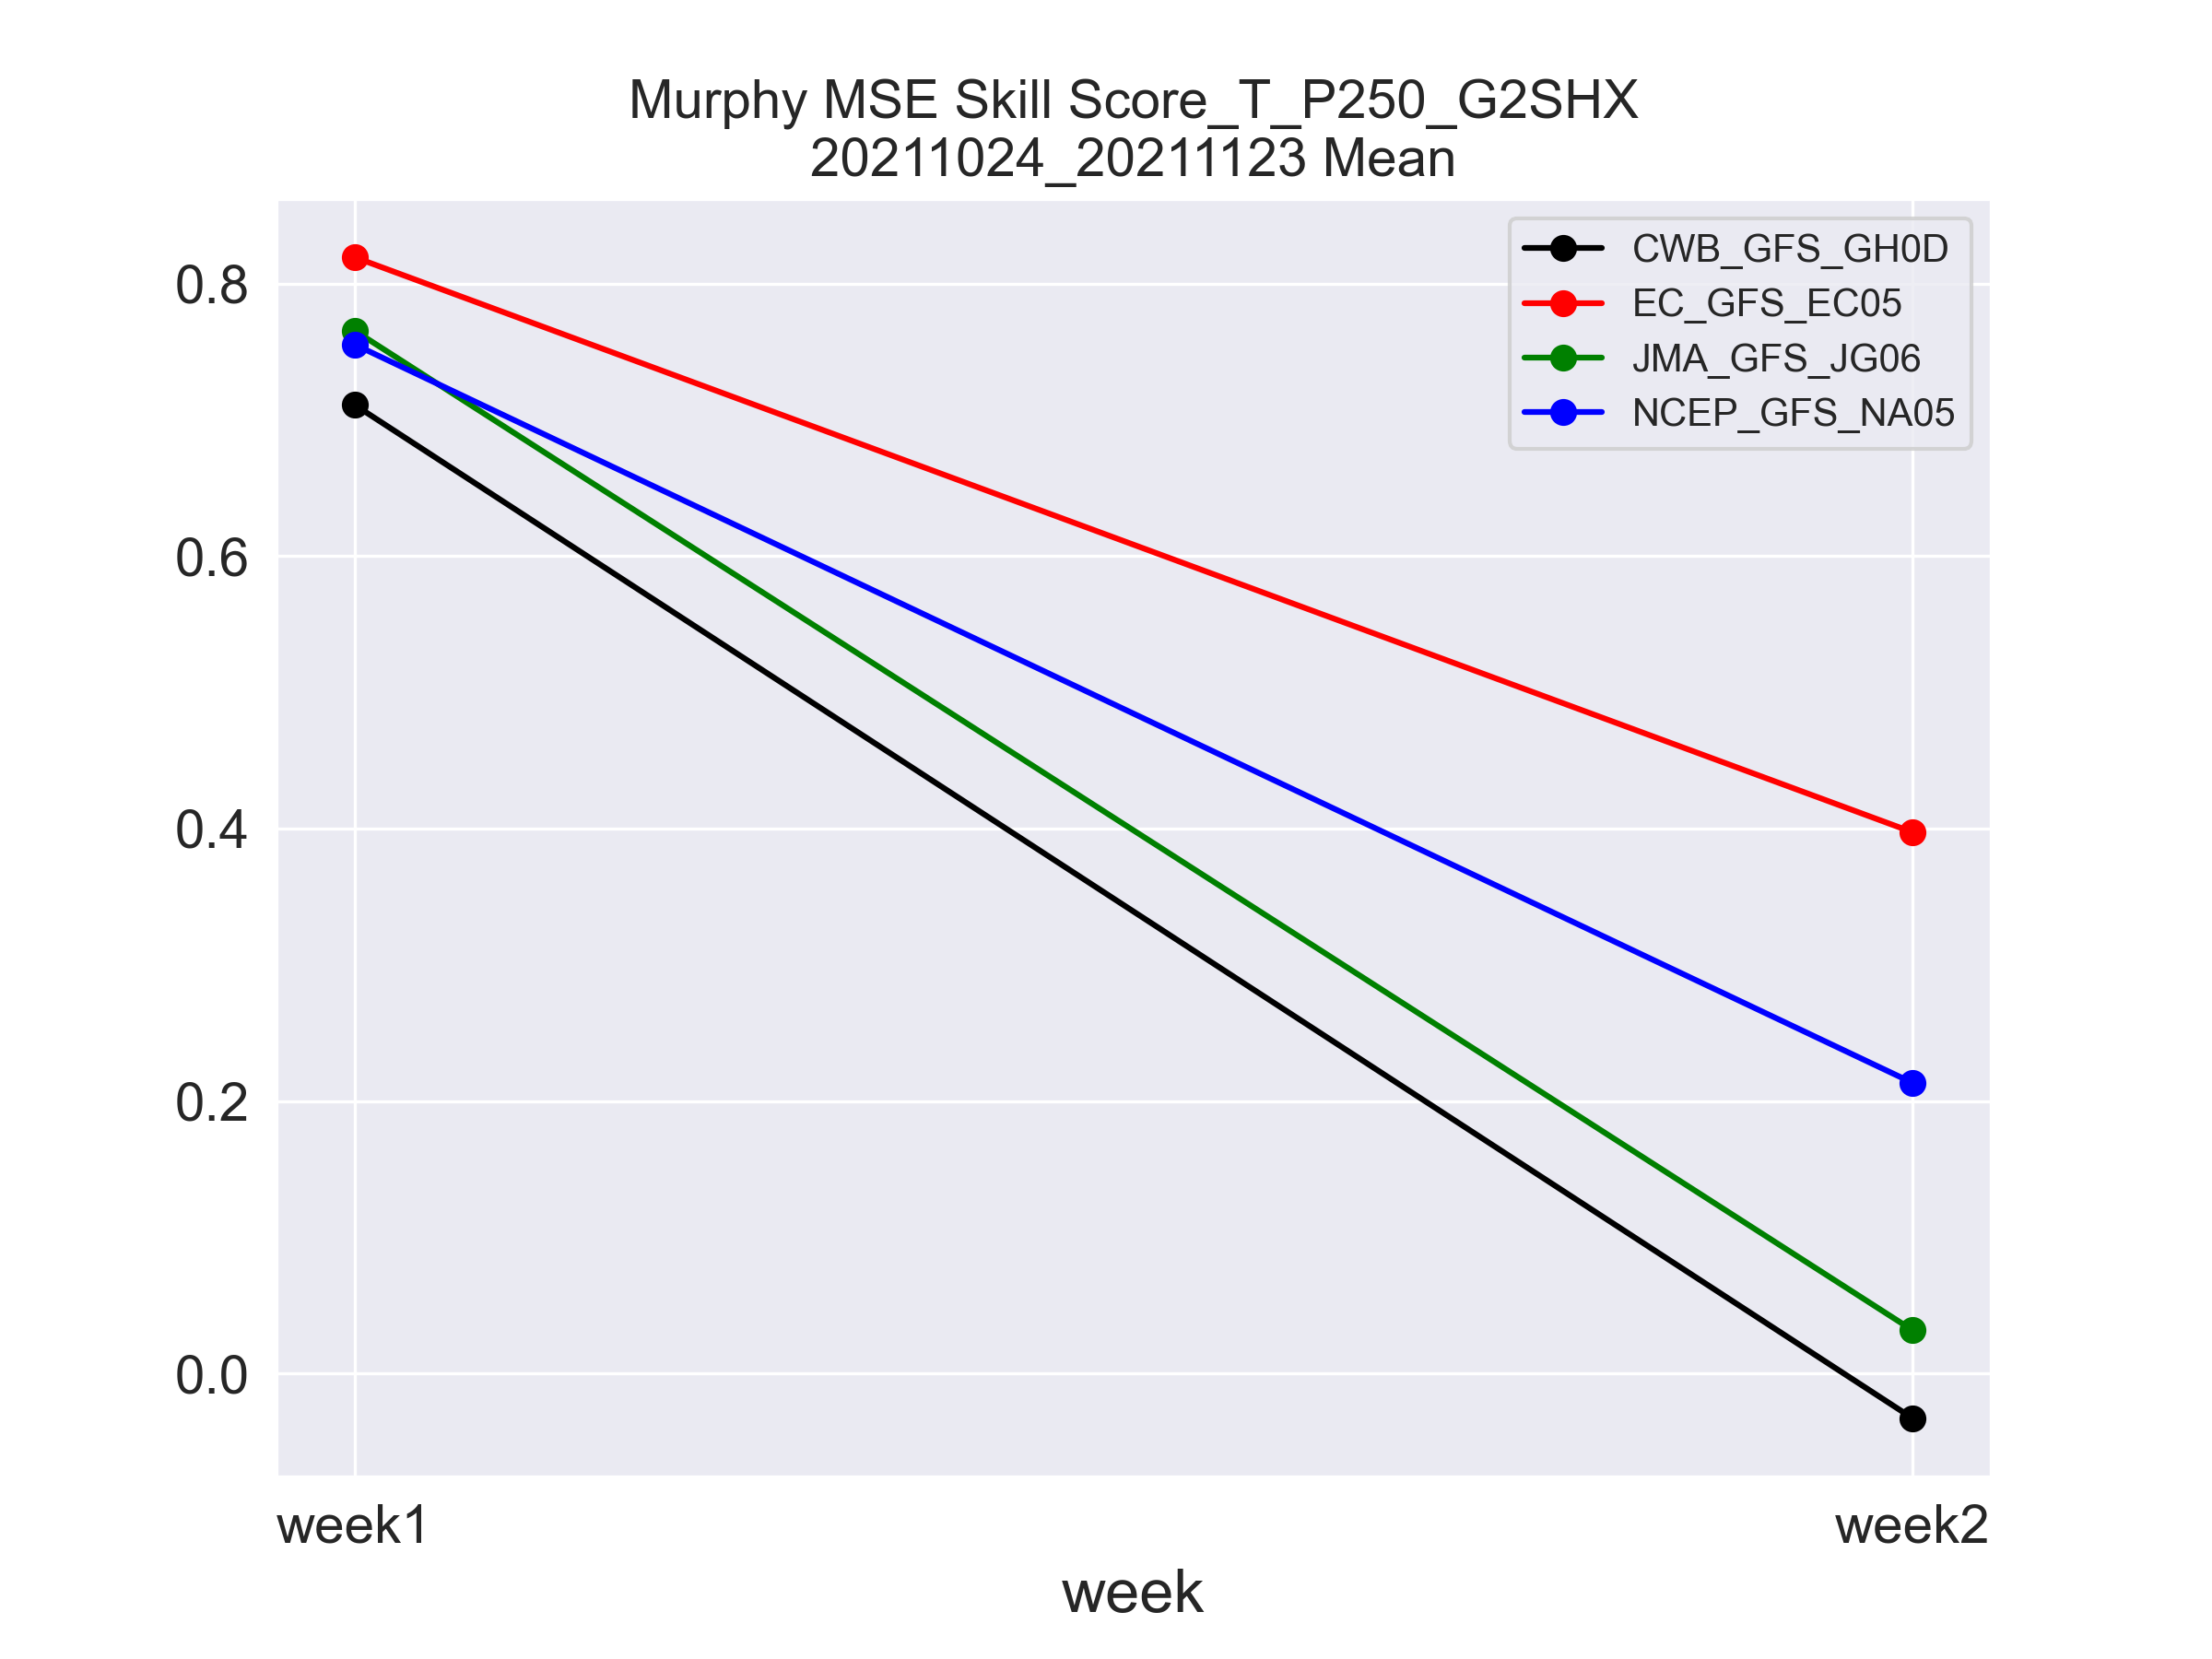 Murphy MSE Skill Score_T_P250_G2SHX
20211024_20211123 Mean
CWB_GFS_GH0D
EC_GFS_EC05
JMA_GFS_JG06
NCEP_GFS_NA05
0.8
0.6
0.4
0.2
0.0
week1
week2
week